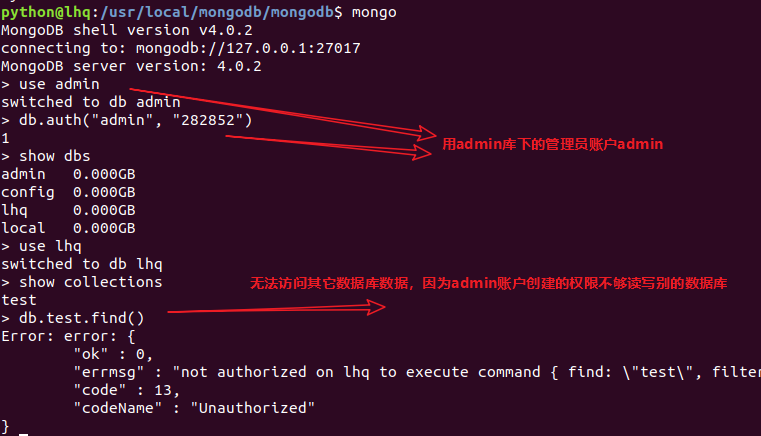 python@lhq:/usr/local/mongodb/mongodb$ mongo
MongoDB shell version v4.0.2
connecting to: mongodb://127.0.0.1:27017
MongoDB server version: 4.0.2
> use admin
switched to db admin
> db.auth("admin", "282852")
1
用admin库下的管理员账户admin
> show dbs
admin   0.000GB
config  0.000GB
lhq     0.000GB
local   0.000GB
> use lhq
switched to db lhq
> show collections
无法访问其它数据库数据，因为admin账户创建的权限不够读写别的数据库
test
> db.test.find()
Error: error: {
        "ok" : 0,
        "errmsg" : "not authorized on lhq to execute command { find: \"test\", filter
        "code" : 13,
        "codeName" : "Unauthorized"
}